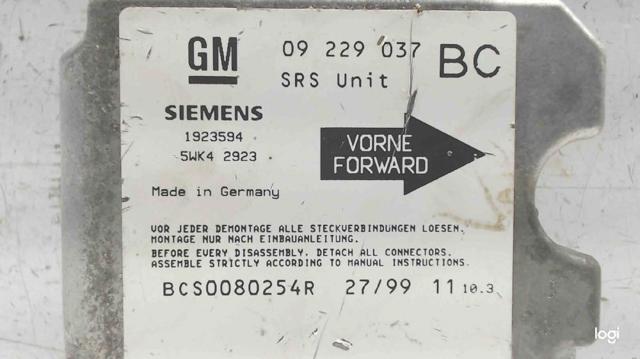 GM 09 229 037 BC
SRS Unit
SIEMENS
1923594
5WK4 2923
VORNE
FORWARD
Made in Germany
VOR JEDER DEMONTAGE ALLE STECKVERBINDUNGEN LOESEN.
MONTAGE NUR NACH EINBAUANLEITUNG.
BEFORE EVERY DISASSEMBLY, DETACH ALL CONNECTORS.
ASSEMBLE STRICTLY ACCORDING TO MANUAL INSTRUCTIONS.
BCS0080254R 27/99 11 10.3
logi